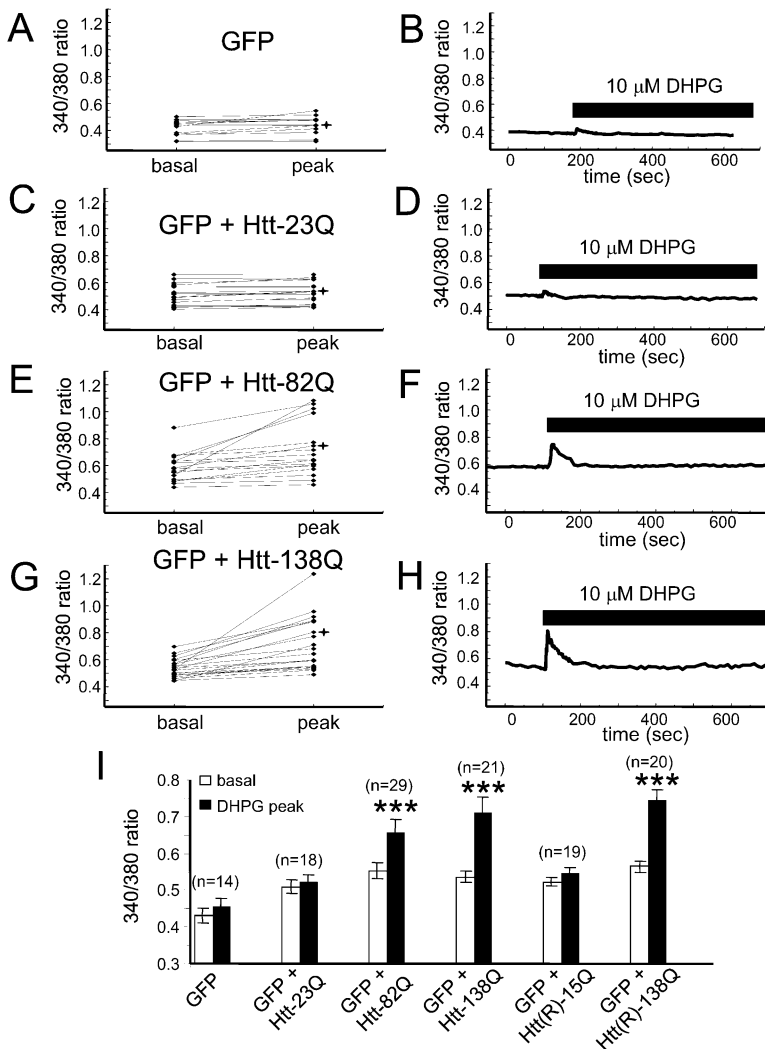 A
GFP
340/380 ratio
1.2
1.0
0.8
0.6
0.4
basal peak
B
10 μM DHPG
340/380 ratio
1.2
1.0
0.8
0.6
0.4
0 200 400 600
time (sec)
C
GFP + Htt-23Q
340/380 ratio
1.2
1.0
0.8
0.6
0.4
basal peak
D
10 μM DHPG
340/380 ratio
1.2
1.0
0.8
0.6
0.4
0 200 400 600
time (sec)
E
GFP + Htt-82Q
340/380 ratio
1.2
1.0
0.8
0.6
0.4
basal peak
F
10 μM DHPG
340/380 ratio
1.2
1.0
0.8
0.6
0.4
0 200 400 600
time (sec)
G
GFP + Htt-138Q
340/380 ratio
1.2
1.0
0.8
0.6
0.4
basal peak
H
10 μM DHPG
340/380 ratio
1.2
1.0
0.8
0.6
0.4
0 200 400 600
time (sec)
I
340/380 ratio
0.8
0.7
0.6
0.5
0.4
0.3
basal
DHPG peak
(n=14)
(n=18)
(n=29)
***
(n=21)
***
(n=19)
(n=20)
***
GFP
GFP +
Htt-23Q
GFP +
Htt-82Q
GFP +
Htt-138Q
GFP +
Htt(R)-15Q
GFP +
Htt(R)-138Q